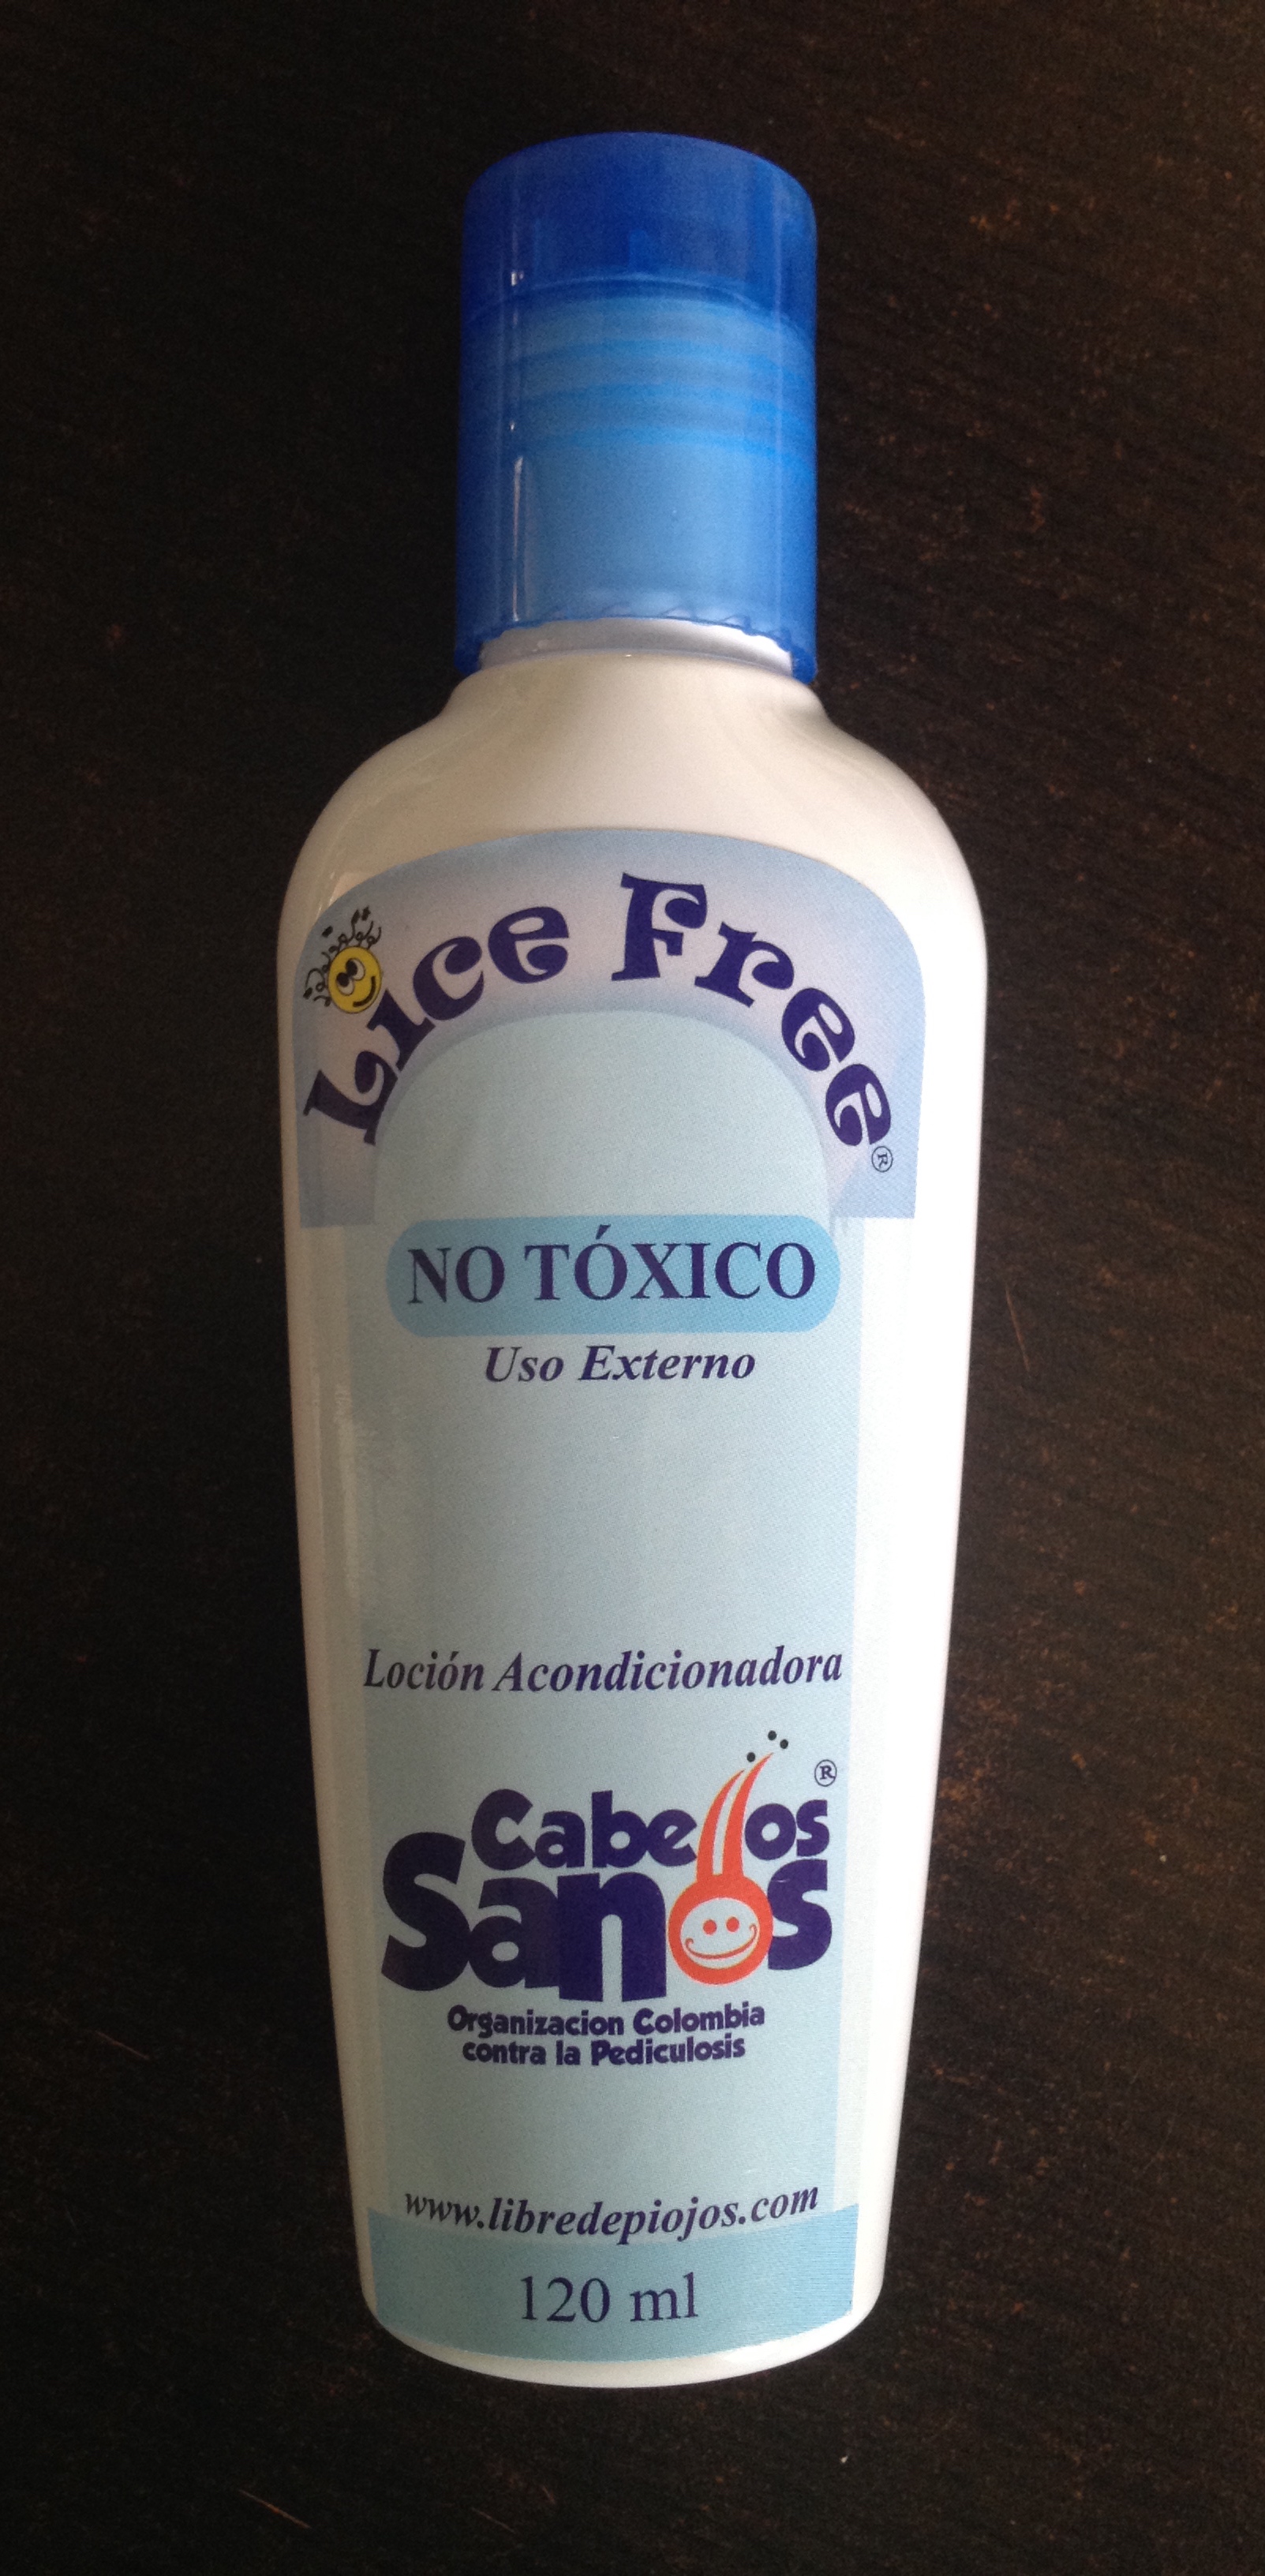 Lice Free®
NO TÓXICO
Uso Externo
Loción Acondicionadora
Cabellos ®
Sanos
Organizacion Colombia
contra la Pediculosis
www.libredepiojos.com
120 ml